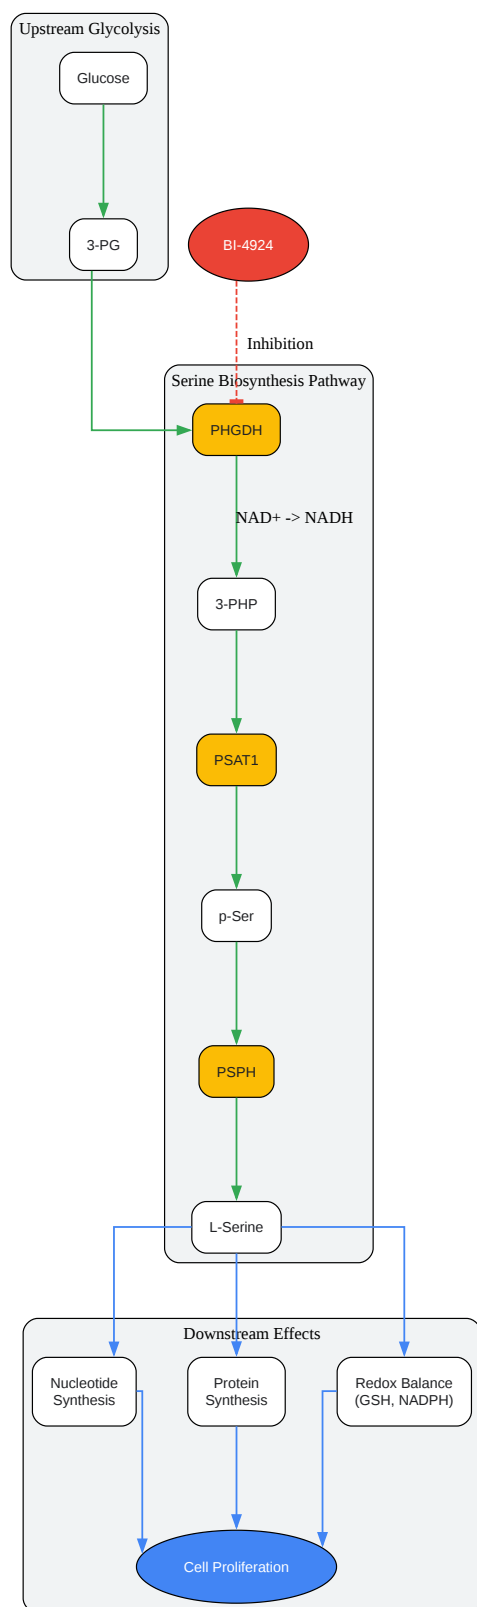 Upstream Glycolysis
Glucose
3-PG
BI-4924
Inhibition
Serine Biosynthesis Pathway
PHGDH
NAD+ -> NADH
3-PHP
PSAT1
p-Ser
PSPH
L-Serine
Downstream Effects
Nucleotide
Synthesis
Protein
Synthesis
Redox Balance
(GSH, NADPH)
Cell Proliferation